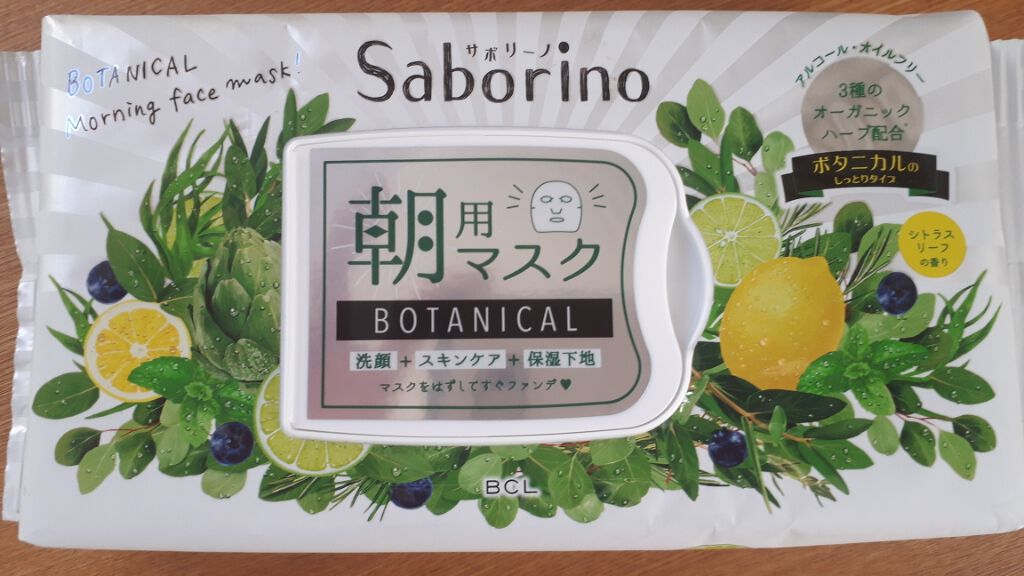 BOTANICAL
Morning face mask!
サボリーノ
Saborino
アルコール・オイルフリー
3種の
オーガニック
ハーブ配合
ボタニカルの
しっとりタイプ
シトラス
リーフ
の香り
朝用マスク
BOTANICAL
洗顔+スキンケア+保湿下地
マスクをはずしてすぐファンデ♥
BCL